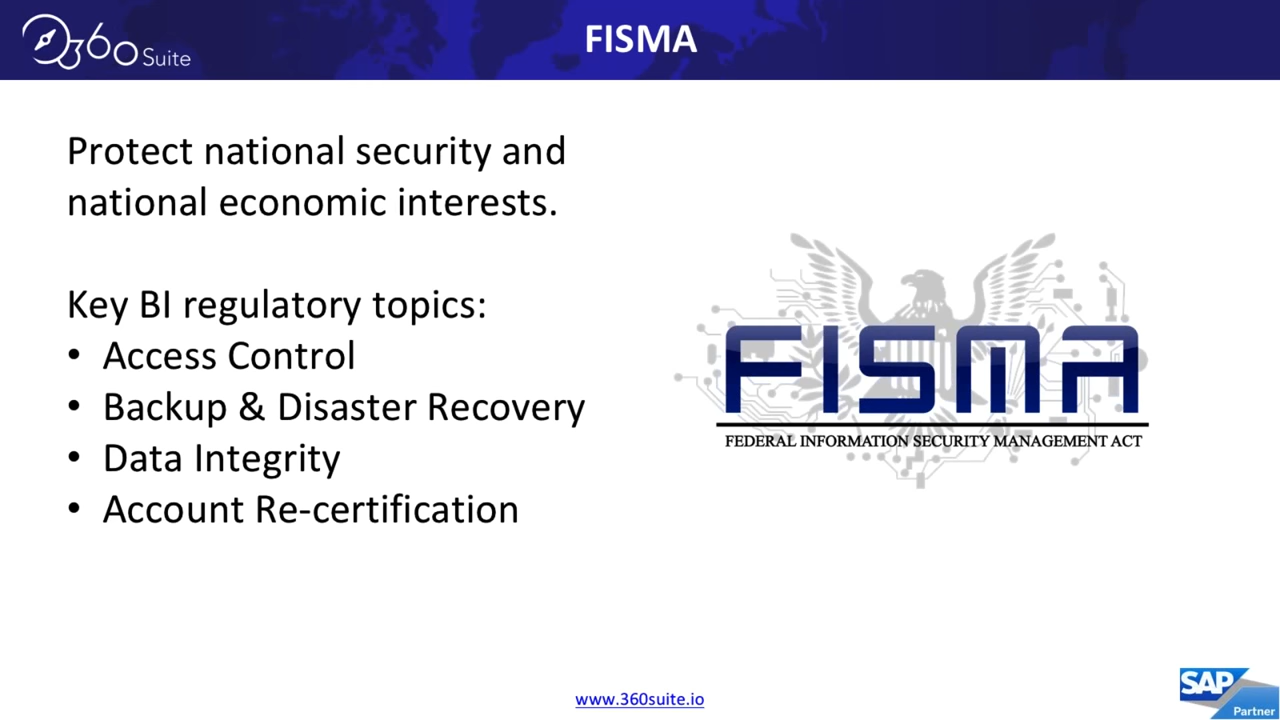 360Suite
FISMA
Protect national security and
national economic interests.
Key BI regulatory topics:
• Access Control
• Backup & Disaster Recovery
• Data Integrity
• Account Re-certification
FISMA
FEDERAL INFORMATION SECURITY MANAGEMENT ACT
www.360suite.io
SAP
Partner